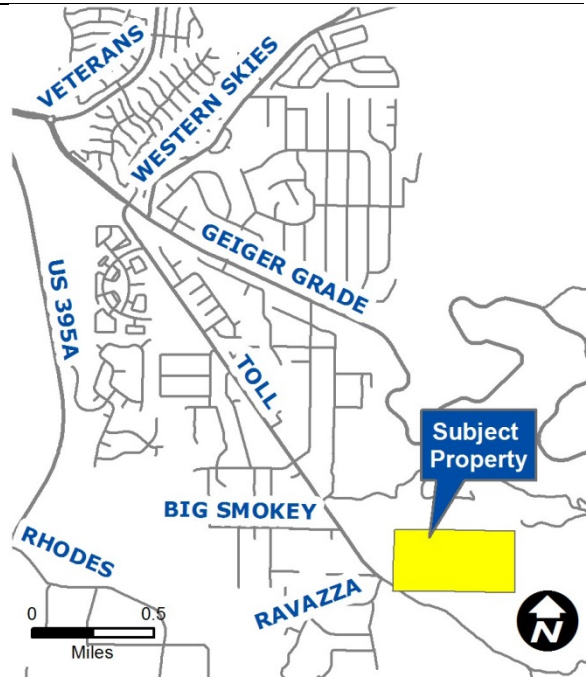 VETERANS
WESTERN SKIES
GEIGER GRADE
US 395A
TOLL
Subject
Property
BIG SMOKEY
RHODES
RAVAZZA
0 0.5
Miles
N